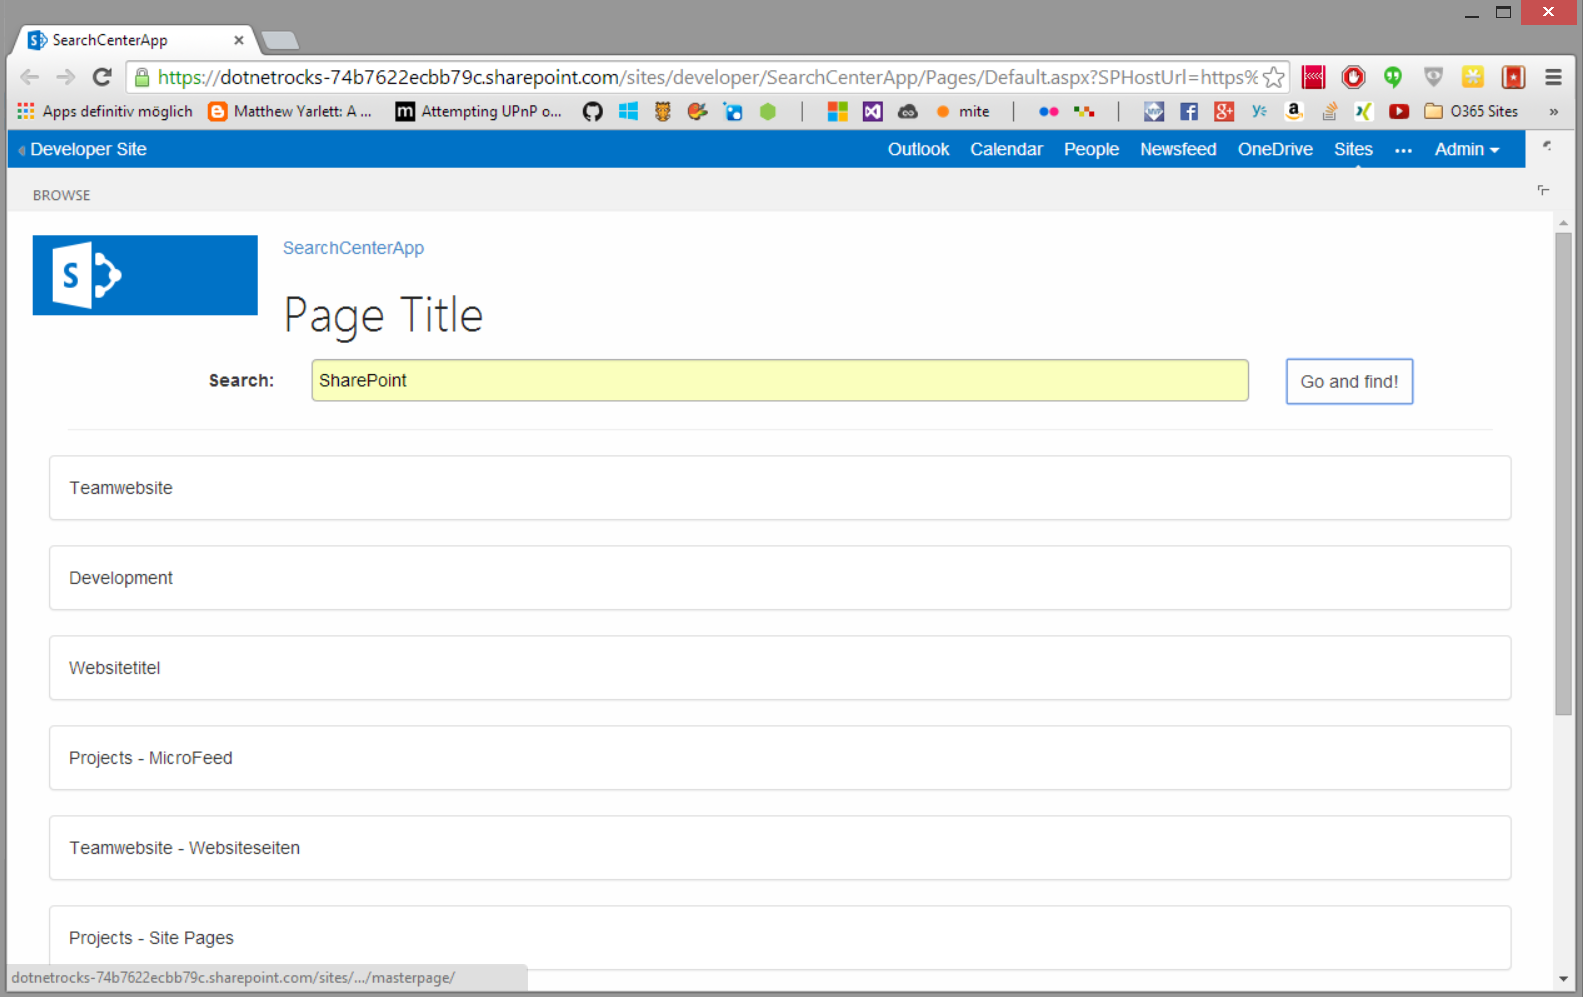 SearchCenterApp
https://dotnetrocks-74b7622ecbb79c.sharepoint.com/sites/developer/SearchCenterApp/Pages/Default.aspx?SPHostUrl=https%
Apps definitiv möglich Matthew Yarlett: A ... Attempting UPnP o... mite O365 Sites »
Developer Site Outlook Calendar People Newsfeed OneDrive Sites ... Admin
BROWSE
SearchCenterApp
Page Title
Search: SharePoint Go and find!
Teamwebsite
Development
Websitetitel
Projects - MicroFeed
Teamwebsite - Websiteseiten
Projects - Site Pages
dotnetrocks-74b7622ecbb79c.sharepoint.com/sites/.../masterpage/